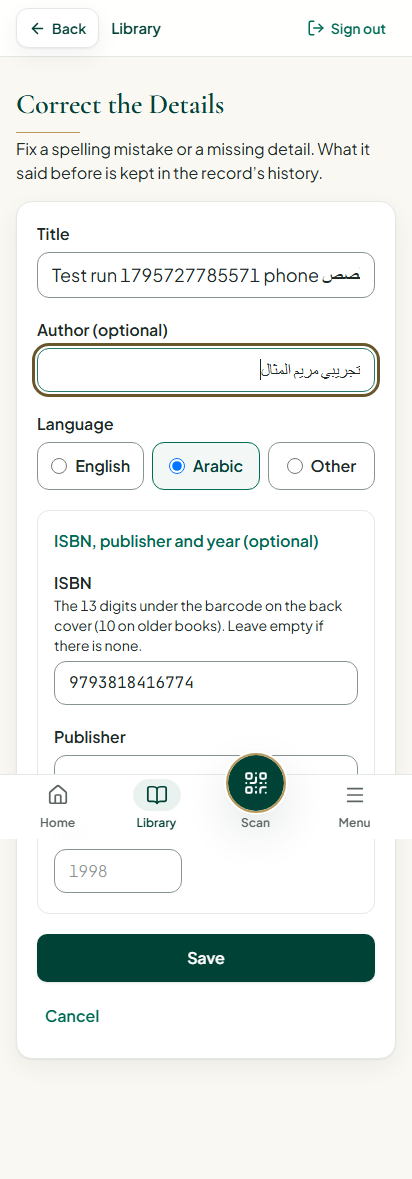 Back
Library
Sign out
Correct the Details
Fix a spelling mistake or a missing detail. What it
said before is kept in the record's history.
Title
Test run 1795727785571 phone قصص
Author (optional)
تجريبي مريم المثال
Language
English
Arabic
Other
ISBN, publisher and year (optional)
ISBN
The 13 digits under the barcode on the back
cover (10 on older books). Leave empty if
there is none.
9793818416774
Publisher
Home
Library
Scan
Menu
1998
Save
Cancel